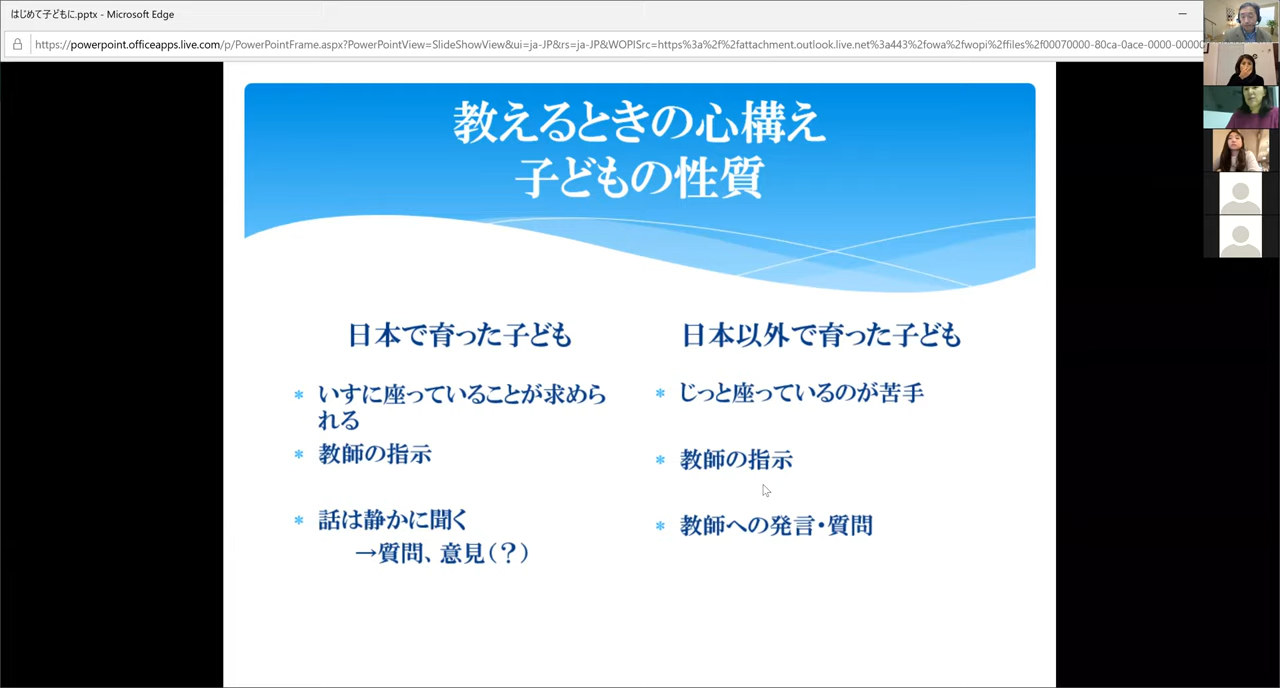 はじめて子どもに.pptx - Microsoft Edge
https://powerpoint.officeapps.live.com/p/PowerPointFrame.aspx?PowerPointView=SlideShowView&ui=ja-JP&rs=ja-JP&WOPISrc=https%3a%2f%2fattachment.outlook.live.net%3a443%2fowa%2fwopi%2ffiles%2f00070000-80ca-0ace-0000-00000
教えるときの心構え
子どもの性質
日本で育った子ども
* いすに座っていることが求めら
れる
* 教師の指示
* 話は静かに聞く
→質問、意見(？)
日本以外で育った子ども
* じっと座っているのが苦手
* 教師の指示
* 教師への発言・質問